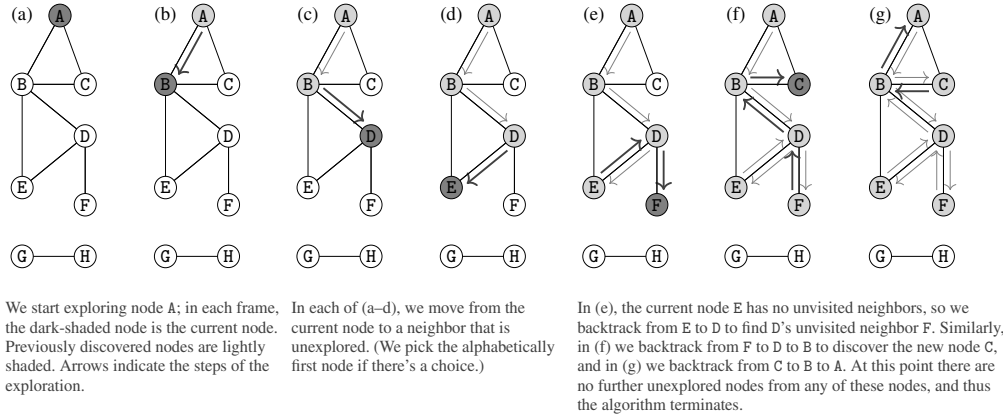 (a) (b) (c) (d) (e) (f) (g)
A A A A A A A
B C B C B C B C B C B C B C
D D D D D D D
E E E E E E E
F F F F F F F
G H G H G H G H G H G H G H
We start exploring node A; in each frame,
the dark-shaded node is the current node.
Previously discovered nodes are lightly
shaded. Arrows indicate the steps of the
exploration.
In each of (a–d), we move from the
current node to a neighbor that is
unexplored. (We pick the alphabetically
first node if there's a choice.)
In (e), the current node E has no unvisited neighbors, so we
backtrack from E to D to find D's unvisited neighbor F. Similarly,
in (f) we backtrack from F to D to B to discover the new node C,
and in (g) we backtrack from C to B to A. At this point there are
no further unexplored nodes from any of these nodes, and thus
the algorithm terminates.